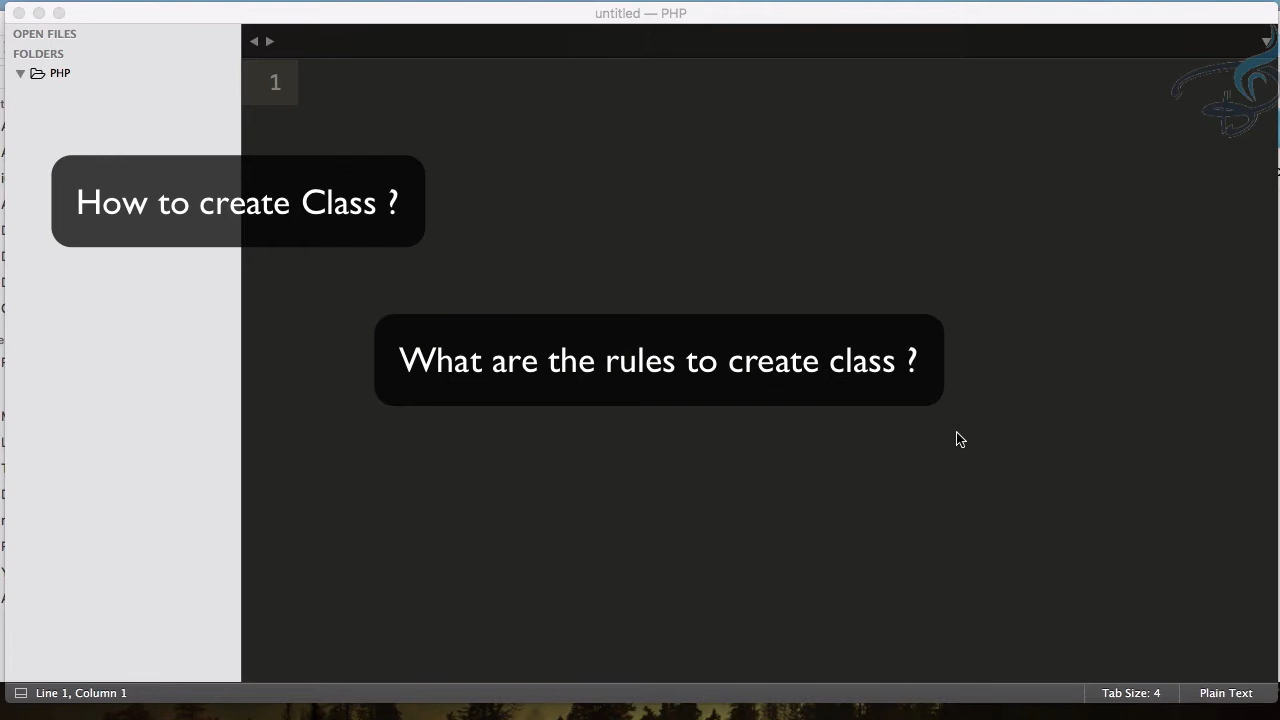 untitled — PHP
OPEN FILES
FOLDERS
PHP
1
How to create Class ?
What are the rules to create class ?
Line 1, Column 1
Tab Size: 4
Plain Text